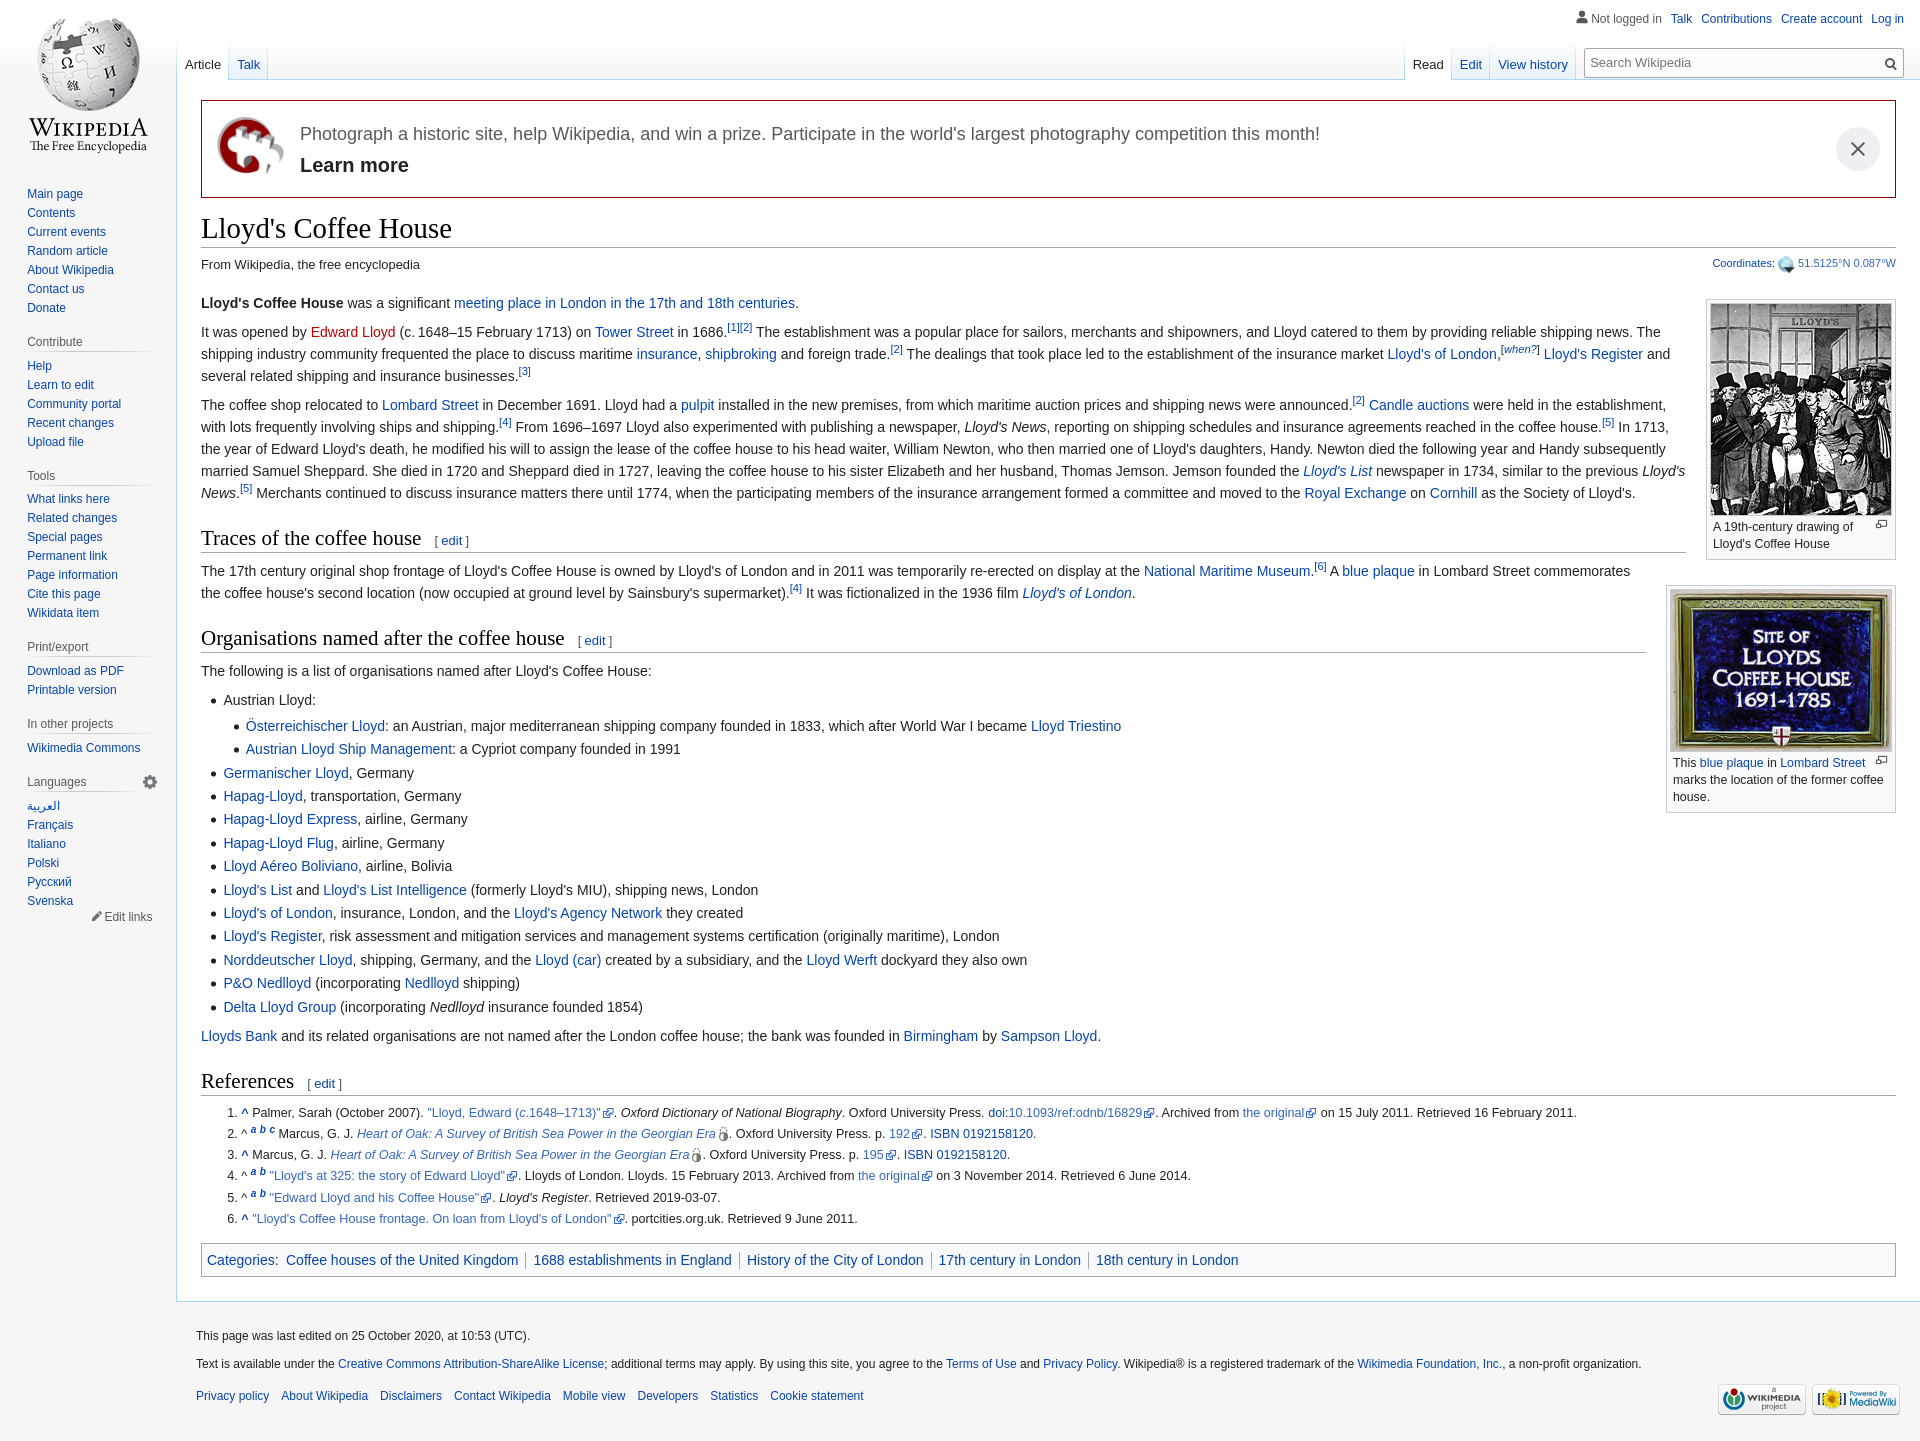 Not logged in Talk Contributions Create account Log in
Article Talk
Read Edit View history
Search Wikipedia
WIKIPEDIA
The Free Encyclopedia
Main page
Contents
Current events
Random article
About Wikipedia
Contact us
Donate
Contribute
Help
Learn to edit
Community portal
Recent changes
Upload file
Tools
What links here
Related changes
Special pages
Permanent link
Page information
Cite this page
Wikidata item
Print/export
Download as PDF
Printable version
In other projects
Wikimedia Commons
Languages
العربية
Français
Italiano
Polski
Русский
Svenska
Edit links
Photograph a historic site, help Wikipedia, and win a prize. Participate in the world's largest photography competition this month!
Learn more
Lloyd's Coffee House
From Wikipedia, the free encyclopedia
Coordinates: 51.5125°N 0.087°W
Lloyd's Coffee House was a significant meeting place in London in the 17th and 18th centuries.
It was opened by Edward Lloyd (c. 1648–15 February 1713) on Tower Street in 1686.[1][2] The establishment was a popular place for sailors, merchants and shipowners, and Lloyd catered to them by providing reliable shipping news. The
shipping industry community frequented the place to discuss maritime insurance, shipbroking and foreign trade.[2] The dealings that took place led to the establishment of the insurance market Lloyd's of London,[when?] Lloyd's Register and
several related shipping and insurance businesses.[3]
The coffee shop relocated to Lombard Street in December 1691. Lloyd had a pulpit installed in the new premises, from which maritime auction prices and shipping news were announced.[2] Candle auctions were held in the establishment,
with lots frequently involving ships and shipping.[4] From 1696–1697 Lloyd also experimented with publishing a newspaper, Lloyd's News, reporting on shipping schedules and insurance agreements reached in the coffee house.[5] In 1713,
the year of Edward Lloyd's death, he modified his will to assign the lease of the coffee house to his head waiter, William Newton, who then married one of Lloyd's daughters, Handy. Newton died the following year and Handy subsequently
married Samuel Sheppard. She died in 1720 and Sheppard died in 1727, leaving the coffee house to his sister Elizabeth and her husband, Thomas Jemson. Jemson founded the Lloyd's List newspaper in 1734, similar to the previous Lloyd's
News.[5] Merchants continued to discuss insurance matters there until 1774, when the participating members of the insurance arrangement formed a committee and moved to the Royal Exchange on Cornhill as the Society of Lloyd's.
LLOYD'S
A 19th-century drawing of
Lloyd's Coffee House
Traces of the coffee house [ edit ]
The 17th century original shop frontage of Lloyd's Coffee House is owned by Lloyd's of London and in 2011 was temporarily re-erected on display at the National Maritime Museum.[6] A blue plaque in Lombard Street commemorates
the coffee house's second location (now occupied at ground level by Sainsbury's supermarket).[4] It was fictionalized in the 1936 film Lloyd's of London.
CORPORATION OF LONDON
SITE OF
LLOYDS
COFFEE HOUSE
1691-1785
This blue plaque in Lombard Street
marks the location of the former coffee
house.
Organisations named after the coffee house [ edit ]
The following is a list of organisations named after Lloyd's Coffee House:
Austrian Lloyd:
Österreichischer Lloyd: an Austrian, major mediterranean shipping company founded in 1833, which after World War I became Lloyd Triestino
Austrian Lloyd Ship Management: a Cypriot company founded in 1991
Germanischer Lloyd, Germany
Hapag-Lloyd, transportation, Germany
Hapag-Lloyd Express, airline, Germany
Hapag-Lloyd Flug, airline, Germany
Lloyd Aéreo Boliviano, airline, Bolivia
Lloyd's List and Lloyd's List Intelligence (formerly Lloyd's MIU), shipping news, London
Lloyd's of London, insurance, London, and the Lloyd's Agency Network they created
Lloyd's Register, risk assessment and mitigation services and management systems certification (originally maritime), London
Norddeutscher Lloyd, shipping, Germany, and the Lloyd (car) created by a subsidiary, and the Lloyd Werft dockyard they also own
P&O Nedlloyd (incorporating Nedlloyd shipping)
Delta Lloyd Group (incorporating Nedlloyd insurance founded 1854)
Lloyds Bank and its related organisations are not named after the London coffee house; the bank was founded in Birmingham by Sampson Lloyd.
References [ edit ]
1. ^ Palmer, Sarah (October 2007). "Lloyd, Edward (c.1648–1713)". Oxford Dictionary of National Biography. Oxford University Press. doi:10.1093/ref:odnb/16829. Archived from the original on 15 July 2011. Retrieved 16 February 2011.
2. ^ a b c Marcus, G. J. Heart of Oak: A Survey of British Sea Power in the Georgian Era. Oxford University Press. p. 192. ISBN 0192158120.
3. ^ Marcus, G. J. Heart of Oak: A Survey of British Sea Power in the Georgian Era. Oxford University Press. p. 195. ISBN 0192158120.
4. ^ a b "Lloyd's at 325: the story of Edward Lloyd". Lloyds of London. Lloyds. 15 February 2013. Archived from the original on 3 November 2014. Retrieved 6 June 2014.
5. ^ a b "Edward Lloyd and his Coffee House". Lloyd's Register. Retrieved 2019-03-07.
6. ^ "Lloyd's Coffee House frontage. On loan from Lloyd's of London". portcities.org.uk. Retrieved 9 June 2011.
Categories: Coffee houses of the United Kingdom | 1688 establishments in England | History of the City of London | 17th century in London | 18th century in London
This page was last edited on 25 October 2020, at 10:53 (UTC).
Text is available under the Creative Commons Attribution-ShareAlike License; additional terms may apply. By using this site, you agree to the Terms of Use and Privacy Policy. Wikipedia® is a registered trademark of the Wikimedia Foundation, Inc., a non-profit organization.
Privacy policy About Wikipedia Disclaimers Contact Wikipedia Mobile view Developers Statistics Cookie statement
a WIKIMEDIA project
Powered By MediaWiki